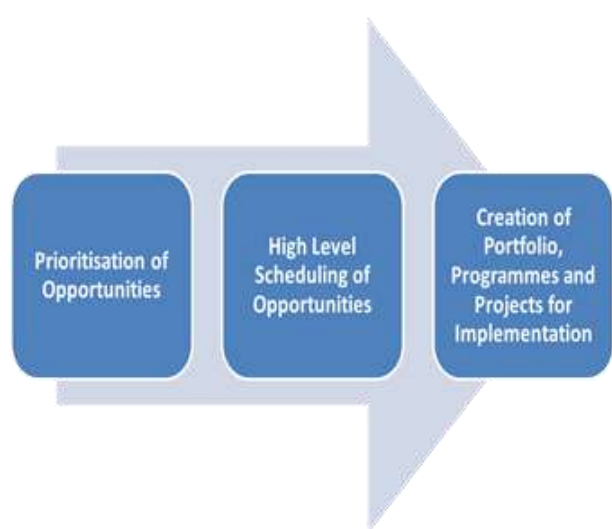 Prioritisation of
Opportunities
High Level
Scheduling of
Opportunities
Creation of
Portfolio,
Programmes and
Projects for
Implementation